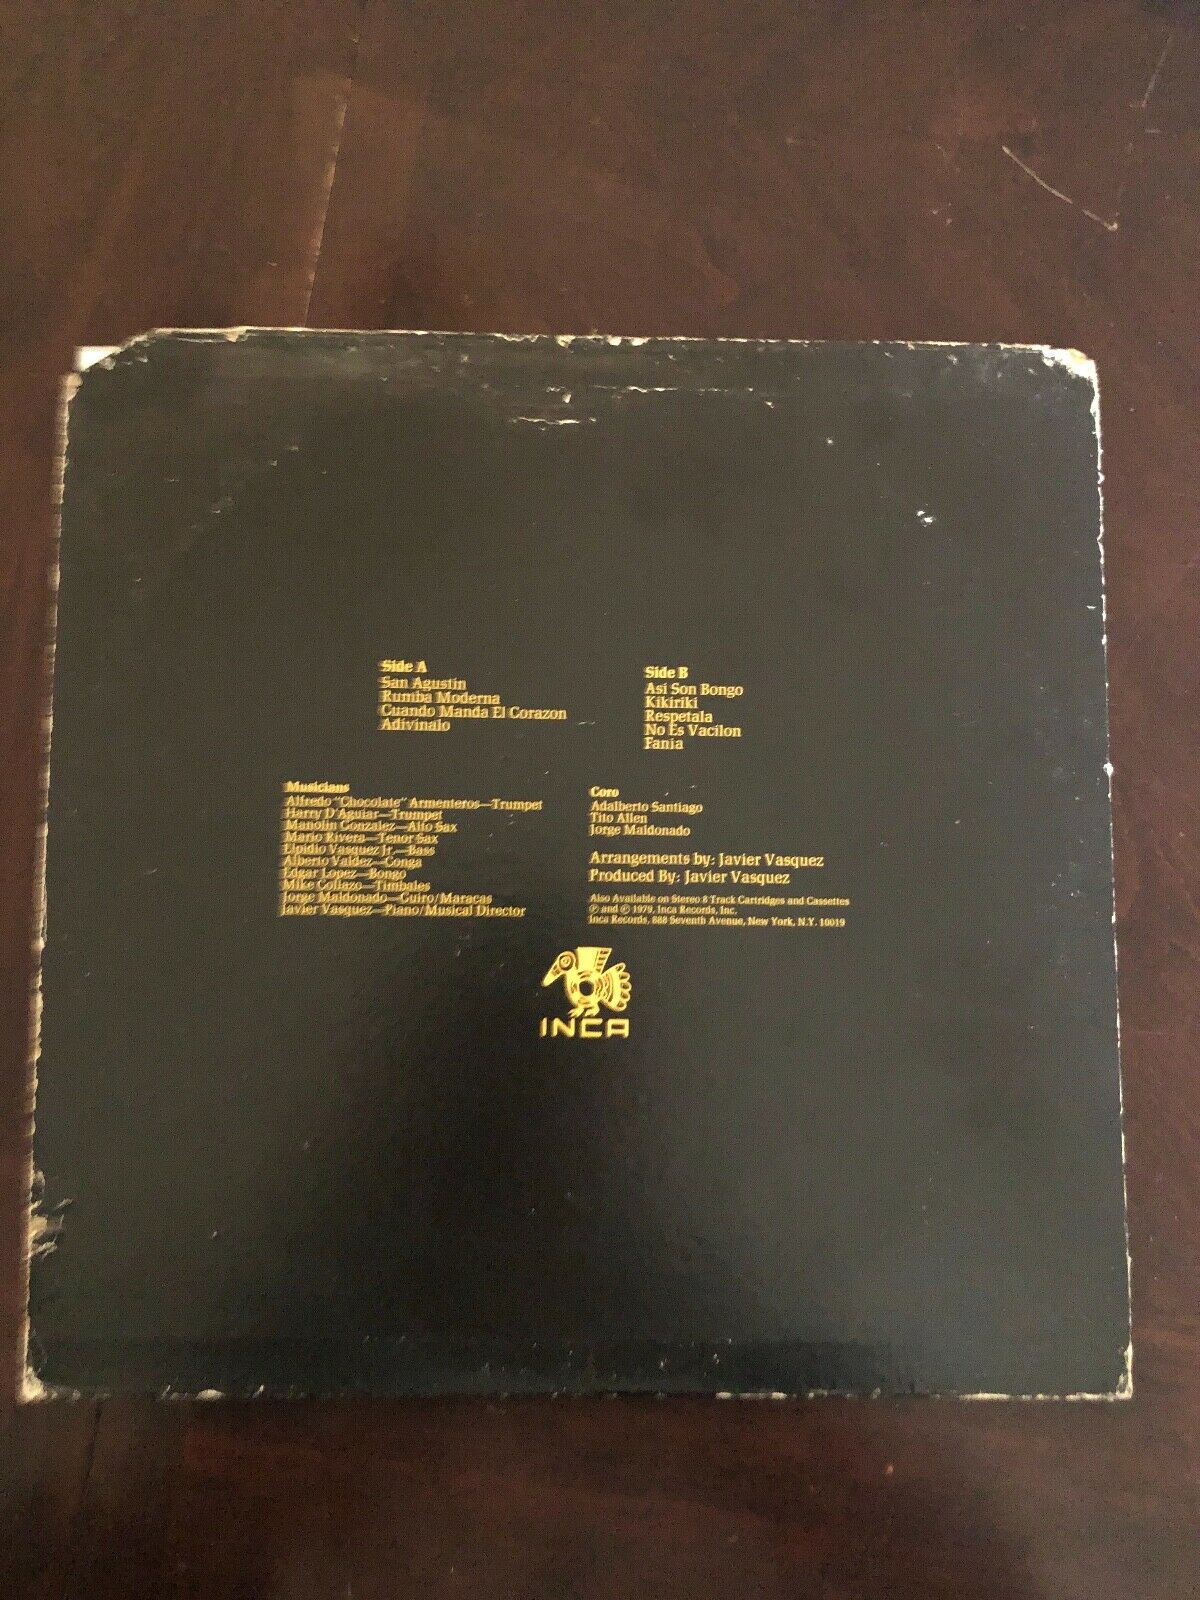 Side A
San Agustin
Rumba Moderna
Cuando Manda El Corazon
Adivinalo
Side B
Asi Son Bongo
Kikiriki
Respetala
No Es Vacilon
Fania
Musicians
Alfredo "Chocolate" Armenteros—Trumpet
Harry D'Aguiar—Trumpet
Manolin Gonzalez—Alto Sax
Mario Rivera—Tenor Sax
Elpidio Vasquez Jr.—Bass
Alberto Valdez—Conga
Edgar Lopez—Bongo
Mike Collazo—Timbales
Jorge Maldonado—Guiro/Maracas
Javier Vasquez—Piano/Musical Director
Coro
Adalberto Santiago
Tito Allen
Jorge Maldonado
Arrangements by: Javier Vasquez
Produced By: Javier Vasquez
Also Available on Stereo 8 Track Cartridges and Cassettes
℗ and © 1979, Inca Records, Inc.
Inca Records, 888 Seventh Avenue, New York, N.Y. 10019
INCA